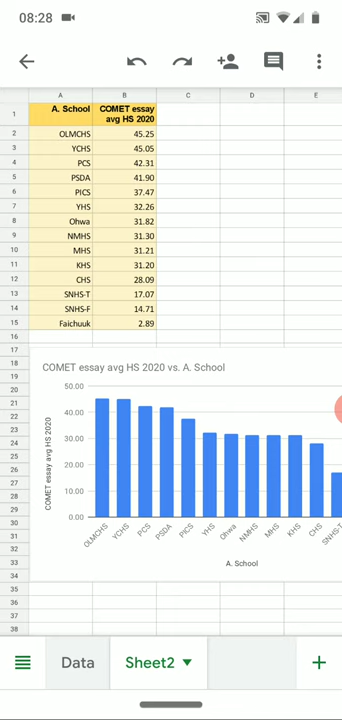 08:28
A B C D E
1 A. School COMET essay
avg HS 2020
2 OLMCHS 45.25
3 YCHS 45.05
4 PCS 42.31
5 PSDA 41.90
6 PICS 37.47
7 YHS 32.26
8 Ohwa 31.82
9 NMHS 31.30
10 MHS 31.21
11 KHS 31.20
12 CHS 28.09
13 SNHS-T 17.07
14 SNHS-F 14.71
15 Faichuuk 2.89
16
17
18
19
20
21
22
23
24
25
26
27
28
29
30
31
32
33
34
35
36
37
38
COMET essay avg HS 2020 vs. A. School
COMET essay avg HS 2020
50.00
40.00
30.00
20.00
10.00
0.00
OLMCHS YCHS PCS PSDA PICS YHS Ohwa NMHS MHS KHS CHS SNHS-T
A. School
Data Sheet2